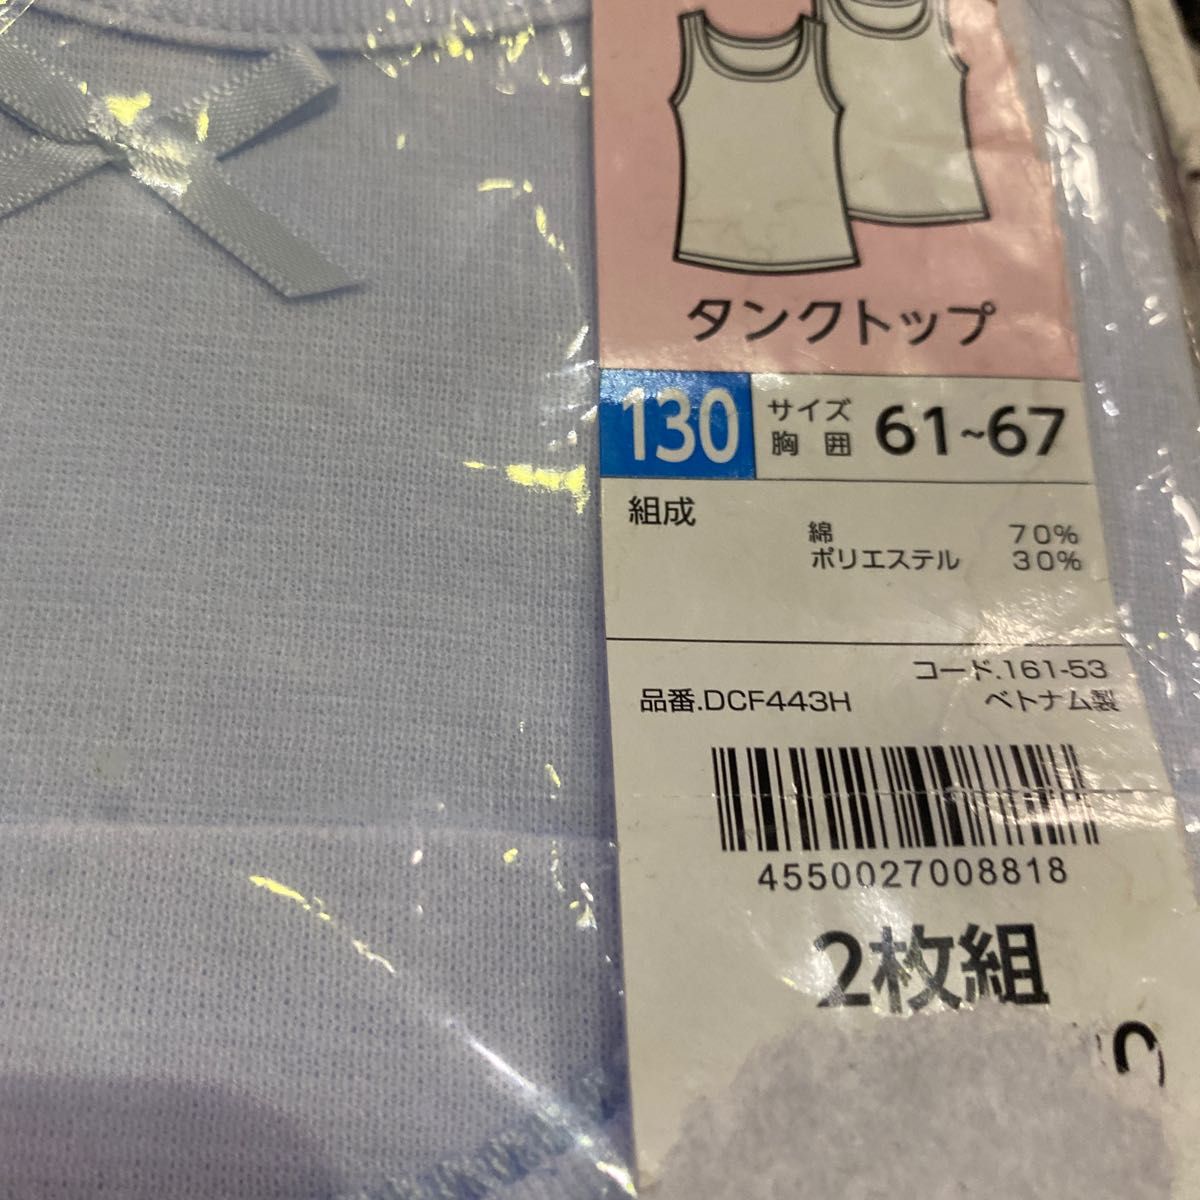 タンクトップ
130 サイズ 胸囲 61~67
組成
綿 70%
ポリエステル 30%
コード.161-53
品番.DCF443H ベトナム製
4550027008818
2枚組